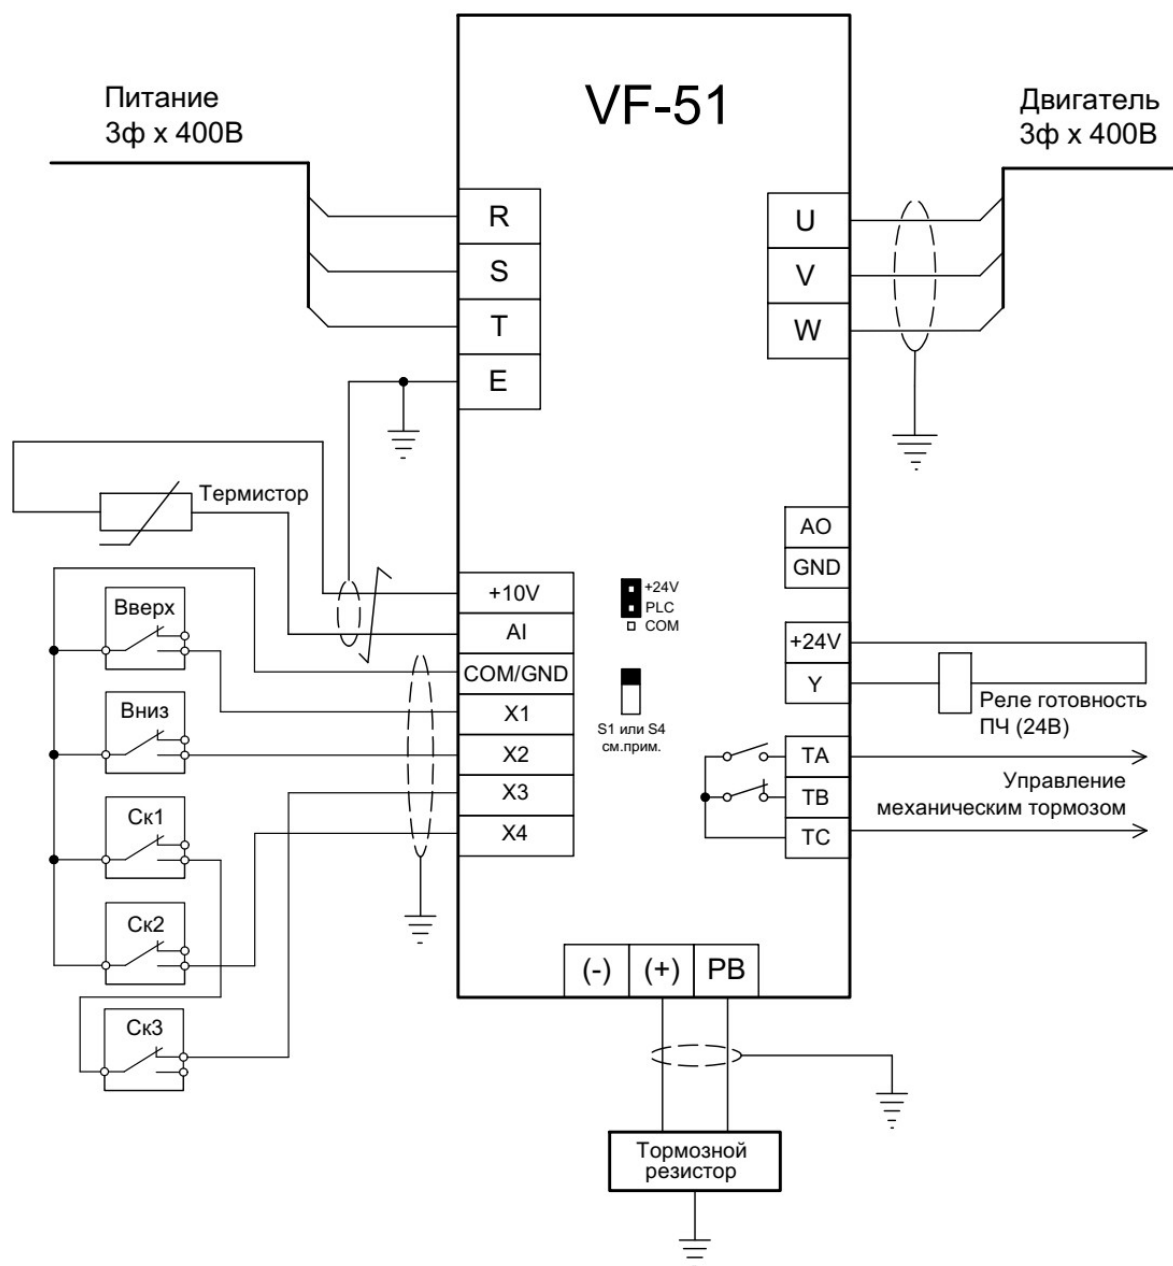 VF-51
Питание
3ф х 400В
Двигатель
3ф х 400В
R
S
T
E
U
V
W
Термистор
AO
GND
+10V
AI
COM/GND
X1
X2
X3
X4
+24V
PLC
COM
S1 или S4
см.прим.
+24V
Y
Реле готовность
ПЧ (24В)
TA
TB
TC
Управление
механическим тормозом
Вверх
Вниз
Ск1
Ск2
Ск3
(-)
(+)
PB
Тормозной
резистор